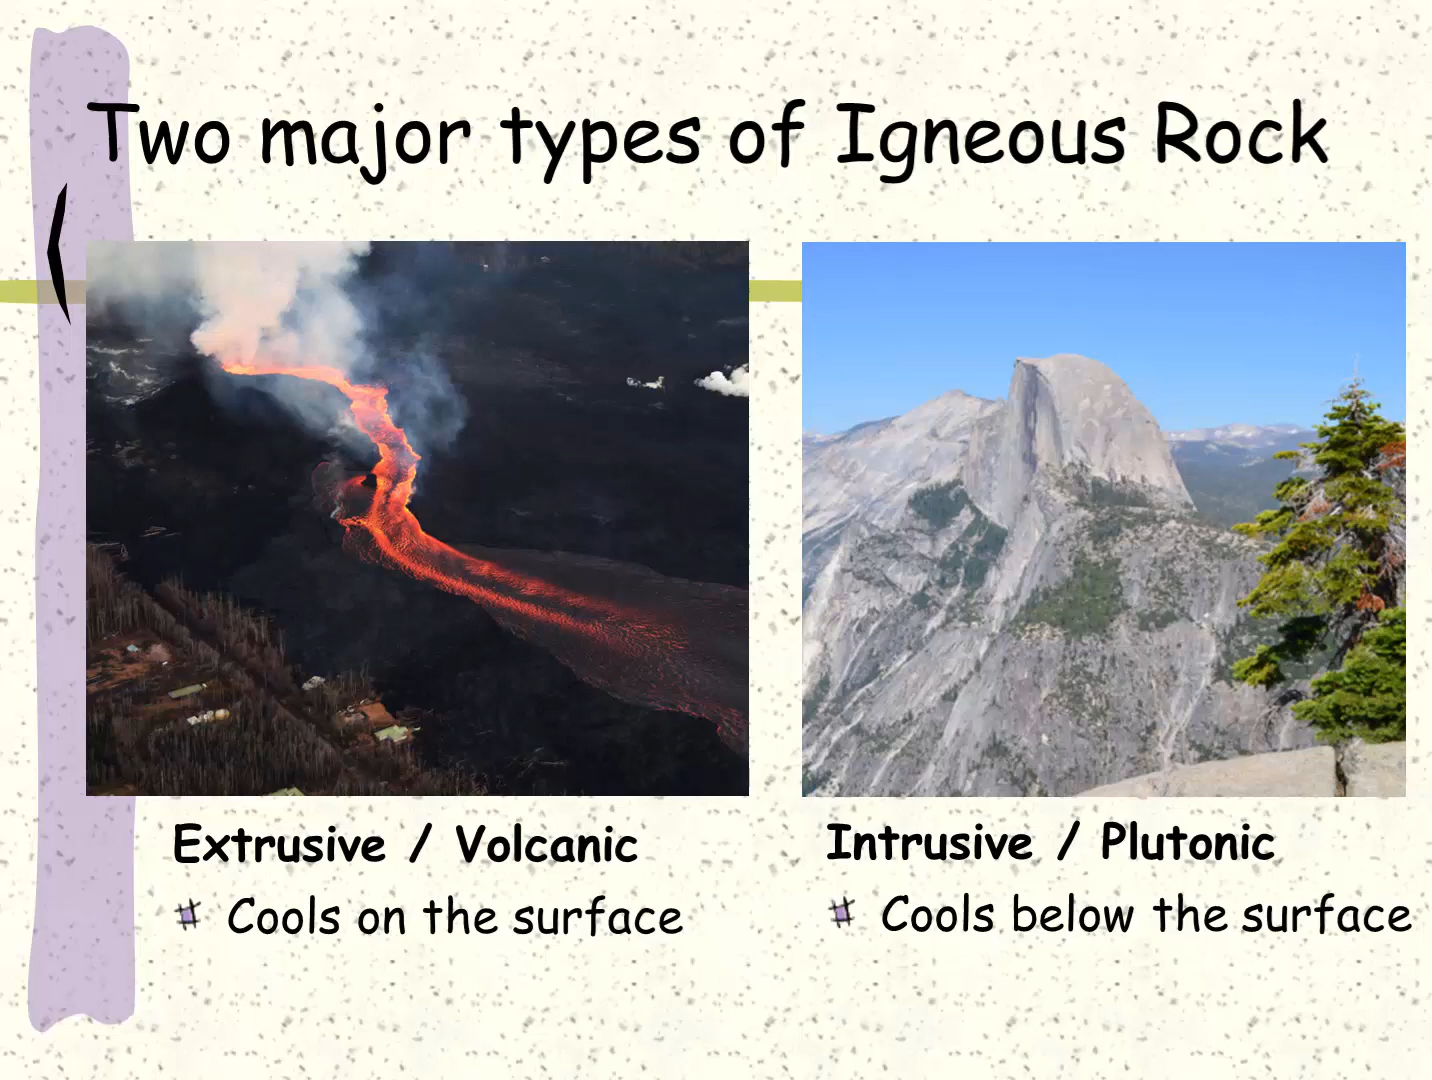 Two major types of Igneous Rock
Extrusive / Volcanic
Cools on the surface
Intrusive / Plutonic
Cools below the surface